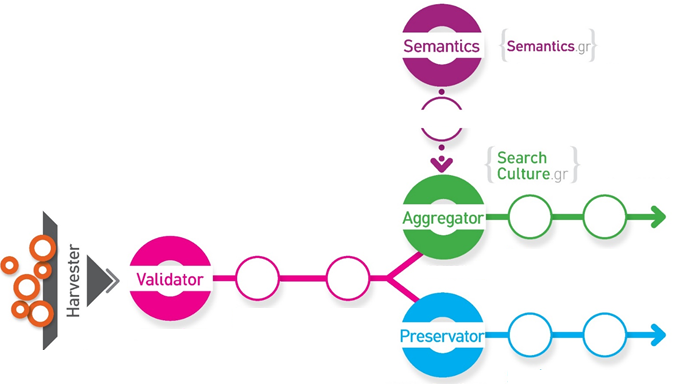 Semantics
{Semantics.gr}
{Search
Culture.gr}
Aggregator
Harvester
Validator
Preservator